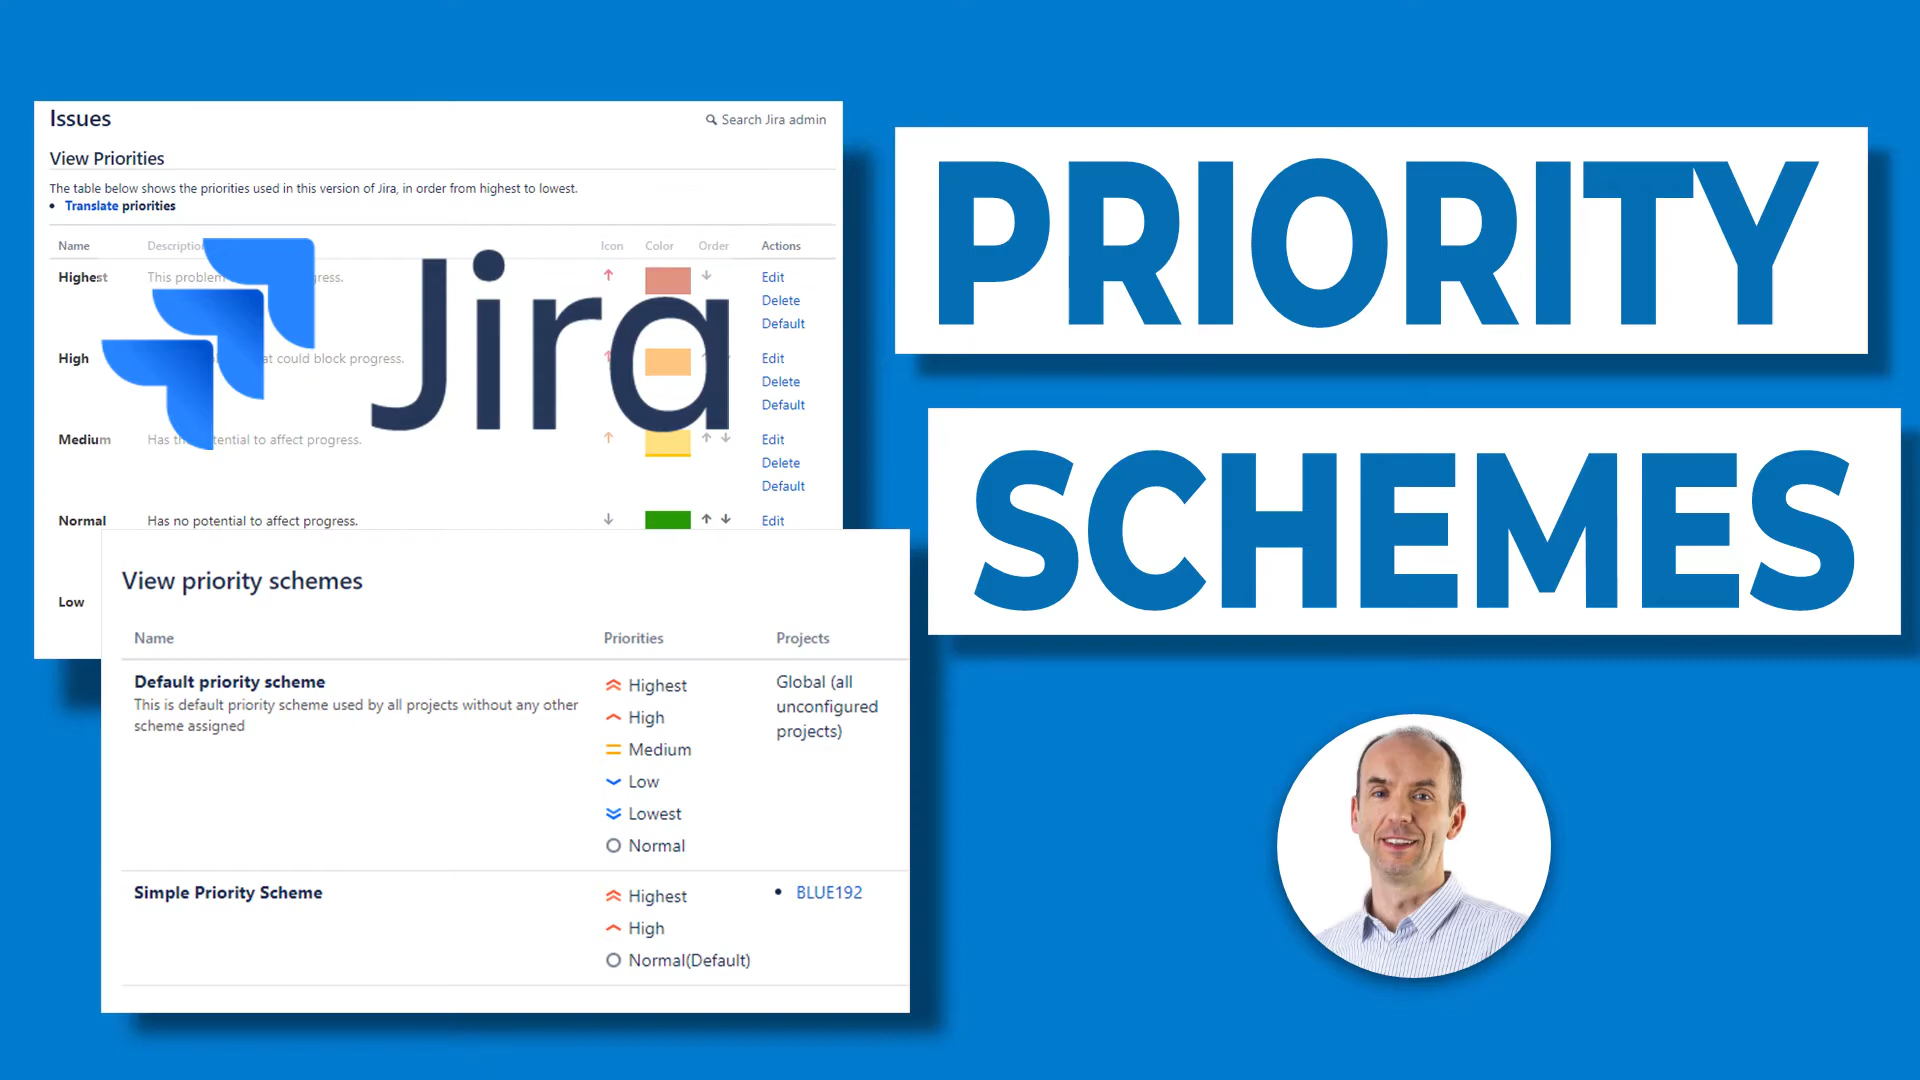 Issues
Search Jira admin
View Priorities
The table below shows the priorities used in this version of Jira, in order from highest to lowest.
• Translate priorities
Name Description Icon Color Order Actions
Highest This problem Edit
Delete
Default
High could block progress. Edit
Delete
Default
Medium Has to affect progress. Edit
Delete
Default
Normal Has no potential to affect progress. Edit
Low
Jira
View priority schemes
Name Priorities Projects
Default priority scheme
This is default priority scheme used by all projects without any other
scheme assigned
Highest
High
Medium
Low
Lowest
Normal
Global (all
unconfigured
projects)
Simple Priority Scheme
Highest
High
Normal(Default)
• BLUE192
PRIORITY
SCHEMES